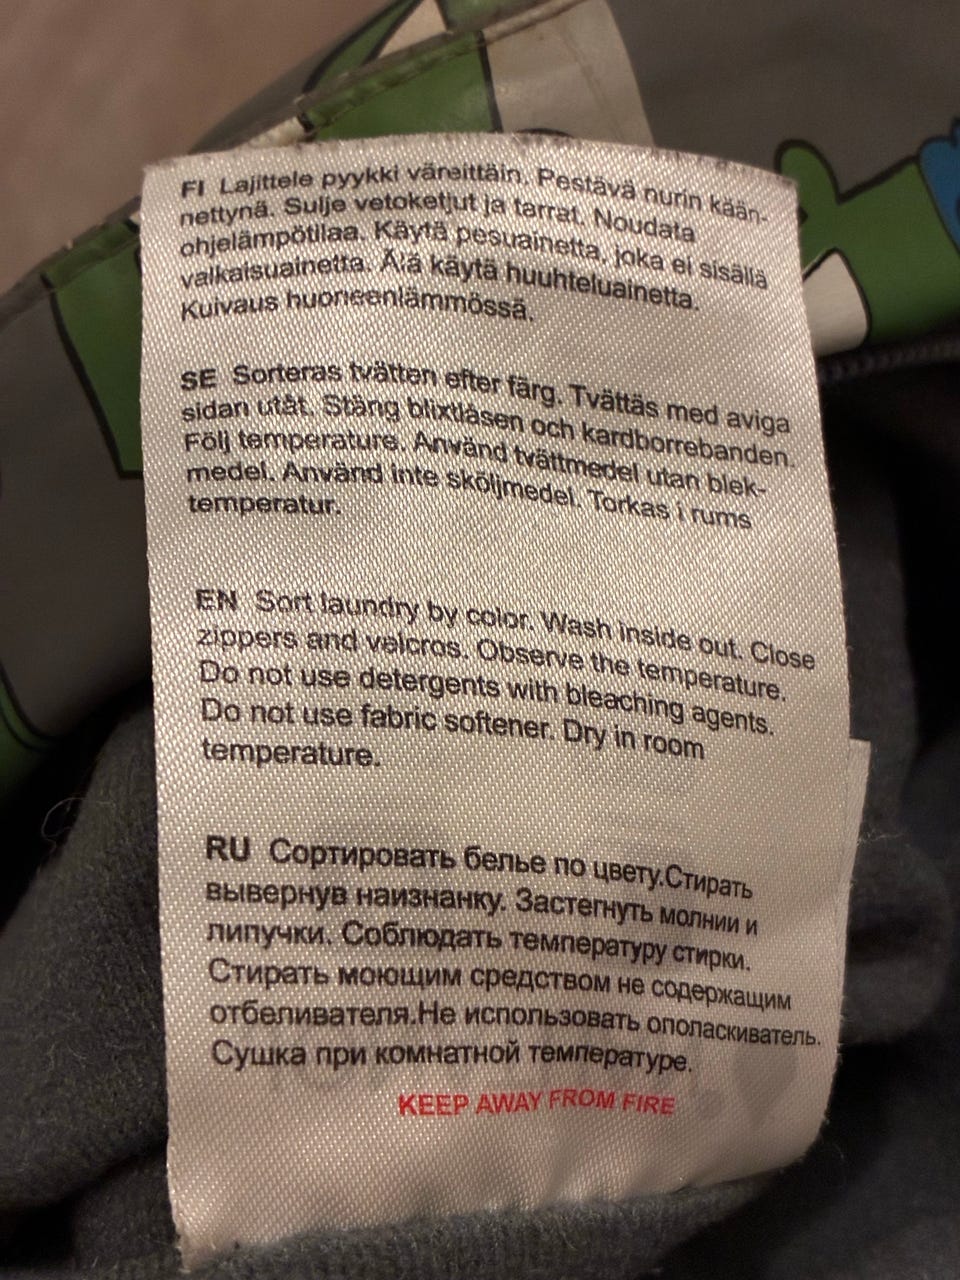 FI Lajittele pyykki väreittäin. Pestävä nurin kään-
nettynä. Sulje vetoketjut ja tarrat. Noudata
ohjelämpötilaa. Käytä pesuainetta, joka ei sisällä
valkaisuainetta. Älä käytä huuhteluainetta.
Kuivaus huoneenlämmössä.
SE Sorteras tvätten efter färg. Tvättäs med aviga
sidan utåt. Stäng blixtlåsen och kardborrebanden.
Följ temperature. Använd tvättmedel utan blek-
medel. Använd inte sköljmedel. Torkas i rums
temperatur.
EN Sort laundry by color. Wash inside out. Close
zippers and velcros. Observe the temperature.
Do not use detergents with bleaching agents.
Do not use fabric softener. Dry in room
temperature.
RU Сортировать белье по цвету.Стирать
вывернув наизнанку. Застегнуть молнии и
липучки. Соблюдать температуру стирки.
Стирать моющим средством не содержащим
отбеливателя.Не использовать ополаскиватель.
Сушка при комнатной температуре.
KEEP AWAY FROM FIRE